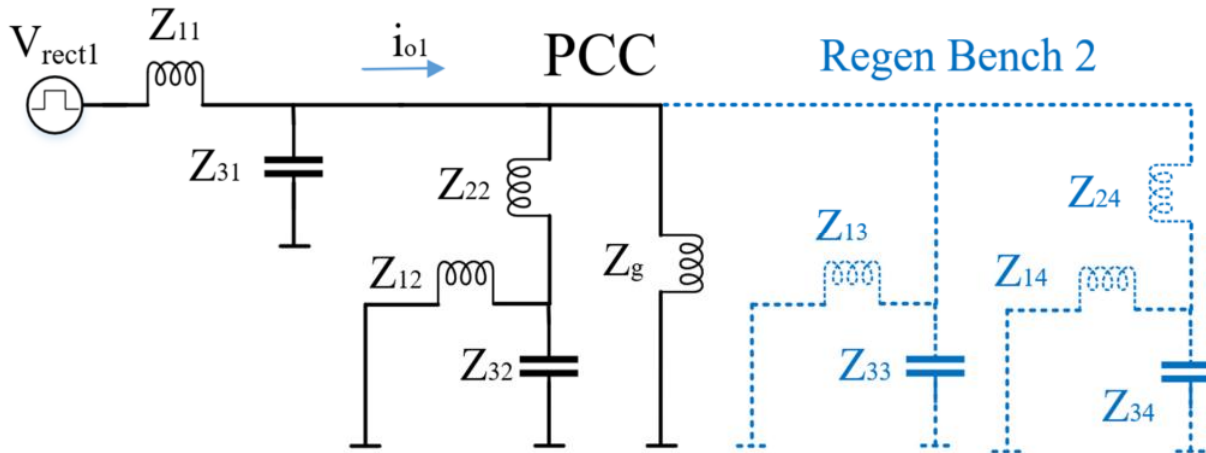 Z11
Vrect1
io1
PCC
Regen Bench 2
Z31
Z22
Z24
Z13
Z12
Zg
Z14
Z32
Z33
Z34